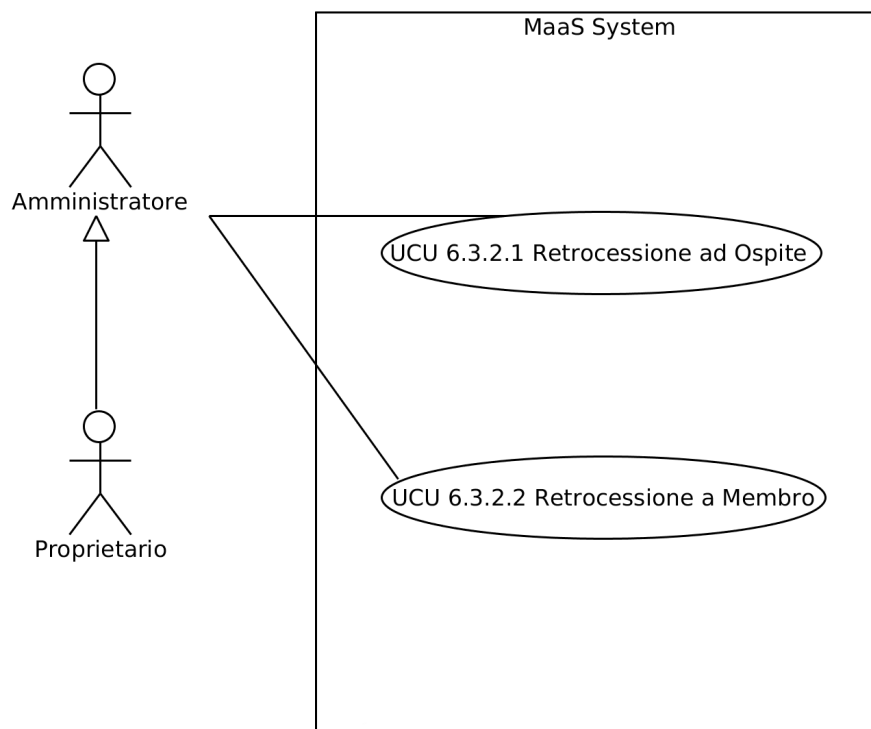 MaaS System
Amministratore
UCU 6.3.2.1 Retrocessione ad Ospite
UCU 6.3.2.2 Retrocessione a Membro
Proprietario